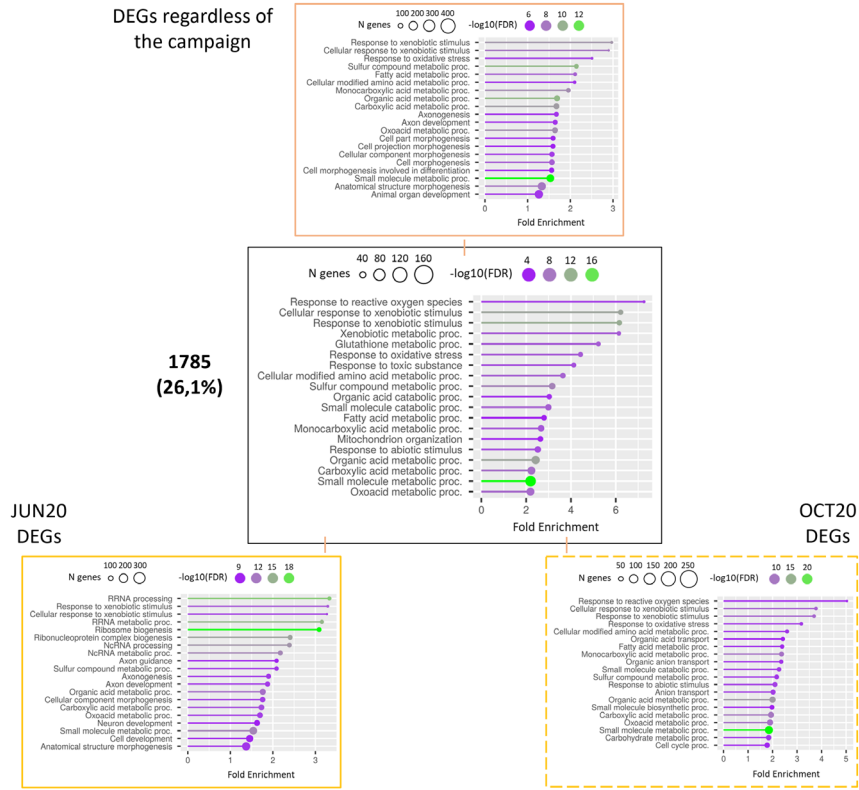 DEGs regardless of
the campaign
N genes
100 200 300 400
-log10(FDR)
6 8 10 12
Response to xenobiotic stimulus
Cellular response to xenobiotic stimulus
Response to oxidative stress
Sulfur compound metabolic proc.
Fatty acid metabolic proc.
Cellular modified amino acid metabolic proc.
Monocarboxylic acid metabolic proc.
Organic acid metabolic proc.
Carboxylic acid metabolic proc.
Axonogenesis
Axon development
Oxoacid metabolic proc.
Cell part morphogenesis
Cell projection morphogenesis
Cellular component morphogenesis
Cell morphogenesis
Cell morphogenesis involved in differentiation
Small molecule metabolic proc.
Anatomical structure morphogenesis
Animal organ development
0 1 2 3
Fold Enrichment
1785
(26,1%)
40 80 120 160
4 8 12 16
N genes
-log10(FDR)
Response to reactive oxygen species
Cellular response to xenobiotic stimulus
Response to xenobiotic stimulus
Xenobiotic metabolic proc.
Glutathione metabolic proc.
Response to oxidative stress
Response to toxic substance
Cellular modified amino acid metabolic proc.
Sulfur compound metabolic proc.
Organic acid catabolic proc.
Small molecule catabolic proc.
Fatty acid metabolic proc.
Monocarboxylic acid metabolic proc.
Mitochondrion organization
Response to abiotic stimulus
Organic acid metabolic proc.
Carboxylic acid metabolic proc.
Small molecule metabolic proc.
Oxoacid metabolic proc.
0 2 4 6
Fold Enrichment
JUN20
DEGs
100 200 300
9 12 15 18
N genes
-log10(FDR)
RRNA processing
Response to xenobiotic stimulus
Cellular response to xenobiotic stimulus
RRNA metabolic proc.
Ribosome biogenesis
Ribonucleoprotein complex biogenesis
NcRNA processing
NcRNA metabolic proc.
Axon guidance
Sulfur compound metabolic proc.
Axonogenesis
Axon development
Organic acid metabolic proc.
Cellular component morphogenesis
Carboxylic acid metabolic proc.
Oxoacid metabolic proc.
Neuron development
Small molecule metabolic proc.
Cell development
Anatomical structure morphogenesis
0 1 2 3
Fold Enrichment
OCT20
DEGs
50 100 150 200 250
10 15 20
N genes
-log10(FDR)
Response to reactive oxygen species
Cellular response to xenobiotic stimulus
Response to xenobiotic stimulus
Response to oxidative stress
Cellular modified amino acid metabolic proc.
Organic acid transport
Fatty acid metabolic proc.
Monocarboxylic acid metabolic proc.
Organic anion transport
Small molecule catabolic proc.
Sulfur compound metabolic proc.
Response to abiotic stimulus
Anion transport
Organic acid metabolic proc.
Small molecule biosynthetic proc.
Carboxylic acid metabolic proc.
Oxoacid metabolic proc.
Small molecule metabolic proc.
Carbohydrate metabolic proc.
Cell cycle proc.
0 1 2 3 4 5
Fold Enrichment